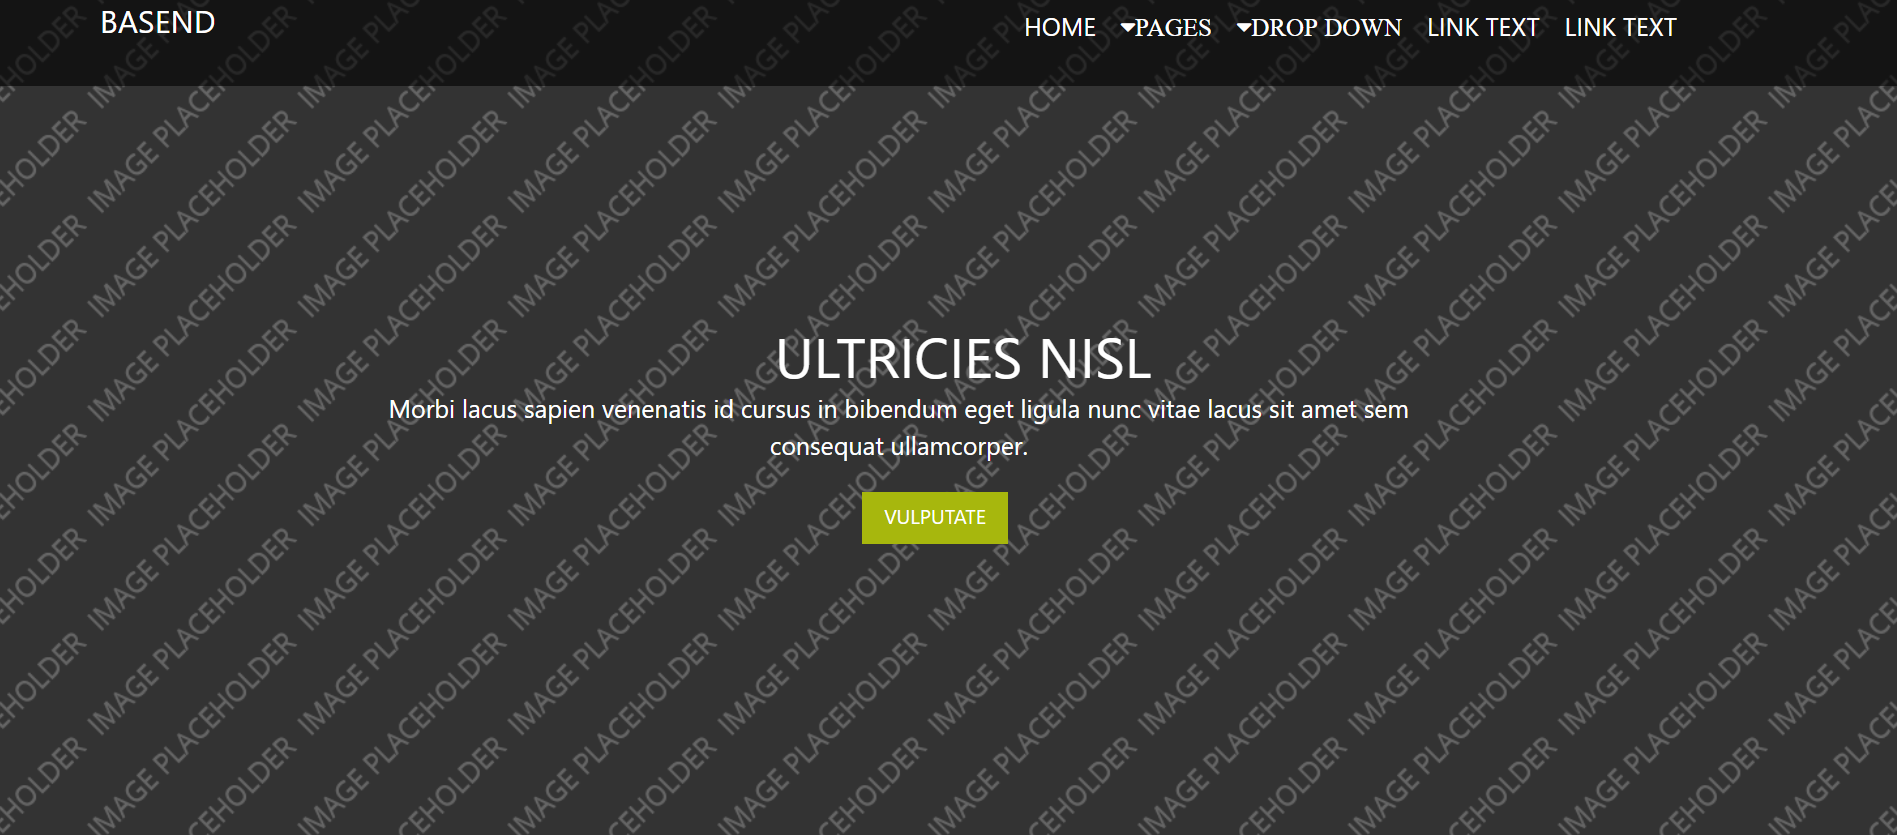 BASEND
HOME PAGES DROP DOWN LINK TEXT LINK TEXT
ULTRICIES NISL
Morbi lacus sapien venenatis id cursus in bibendum eget ligula nunc vitae lacus sit amet sem
consequat ullamcorper.
VULPUTATE
IMAGE PLACEHOLDER